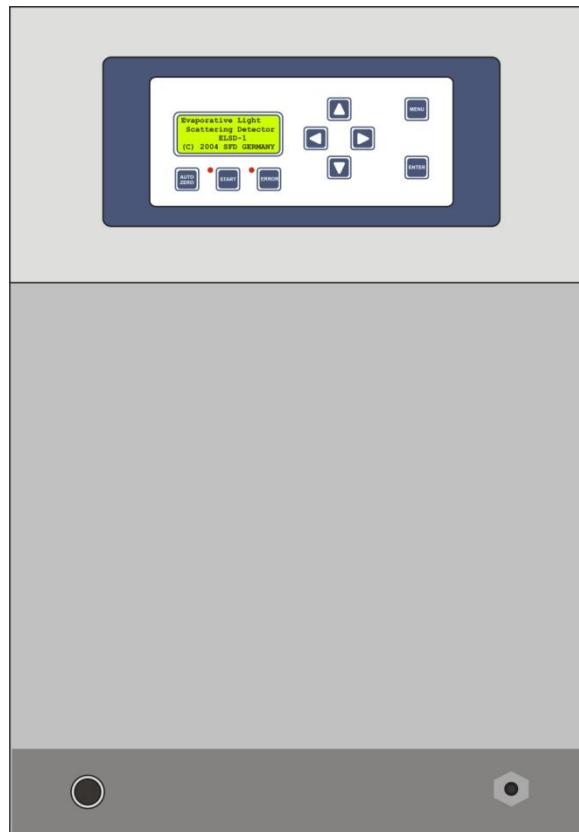 Evaporative Light
Scattering Detector
ELSD-1
(C) 2004 SFD GERMANY
MENU
AUTO
ZERO
START
ERROR
ENTER